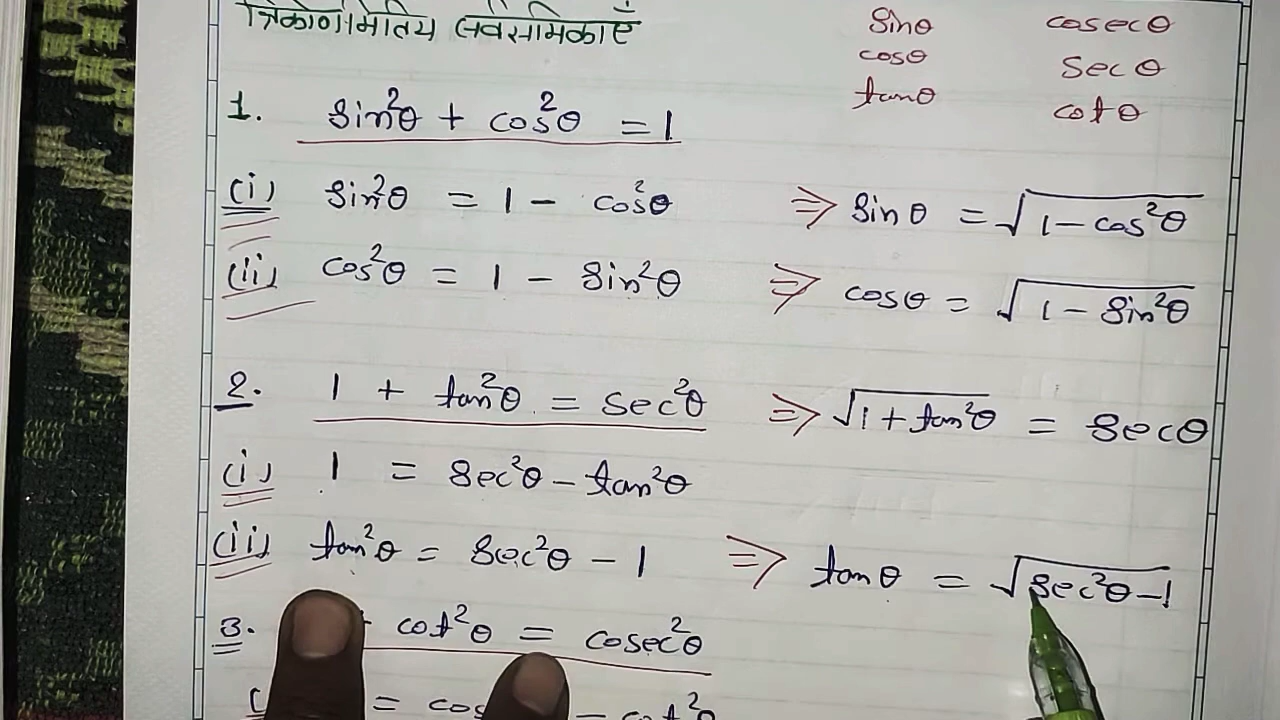 त्रिकोणमितिय सर्वसमिकाएँ
sinθ cosecθ
cosθ secθ
tanθ cotθ
1. sin²θ + cos²θ = 1
(i) sin²θ = 1 - cos²θ ⇒ sinθ = √(1-cos²θ)
(ii) cos²θ = 1 - sin²θ ⇒ cosθ = √(1-sin²θ)
2. 1 + tan²θ = sec²θ ⇒ √(1+tan²θ) = secθ
(i) 1 = sec²θ - tan²θ
(ii) tan²θ = sec²θ - 1 ⇒ tanθ = √(sec²θ-1)
3. + cot²θ = cosec²θ
= - cot²θ